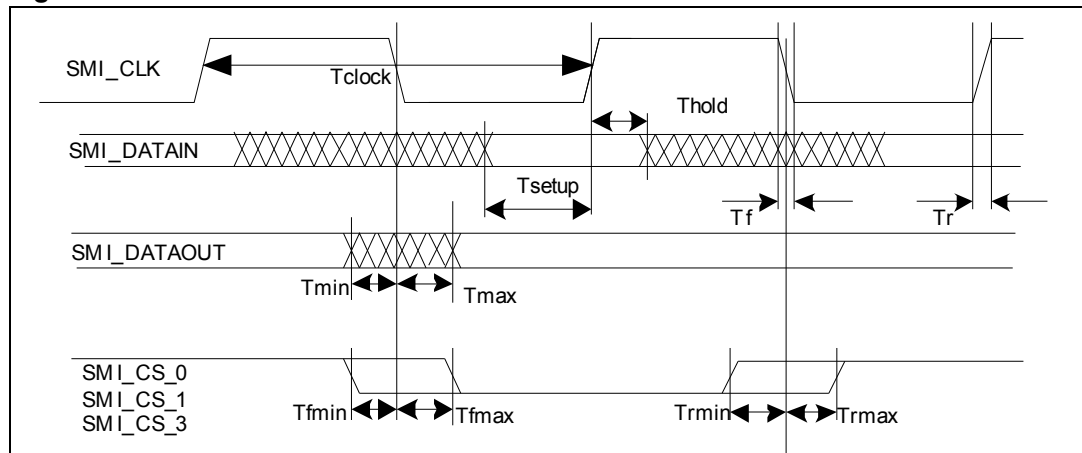 SMI_CLK
Tclock
Thold
SMI_DATAIN
Tsetup
Tf
Tr
SMI_DATAOUT
Tmin
Tmax
SMI_CS_0
SMI_CS_1
SMI_CS_3
Tfmin
Tfmax
Trmin
Trmax